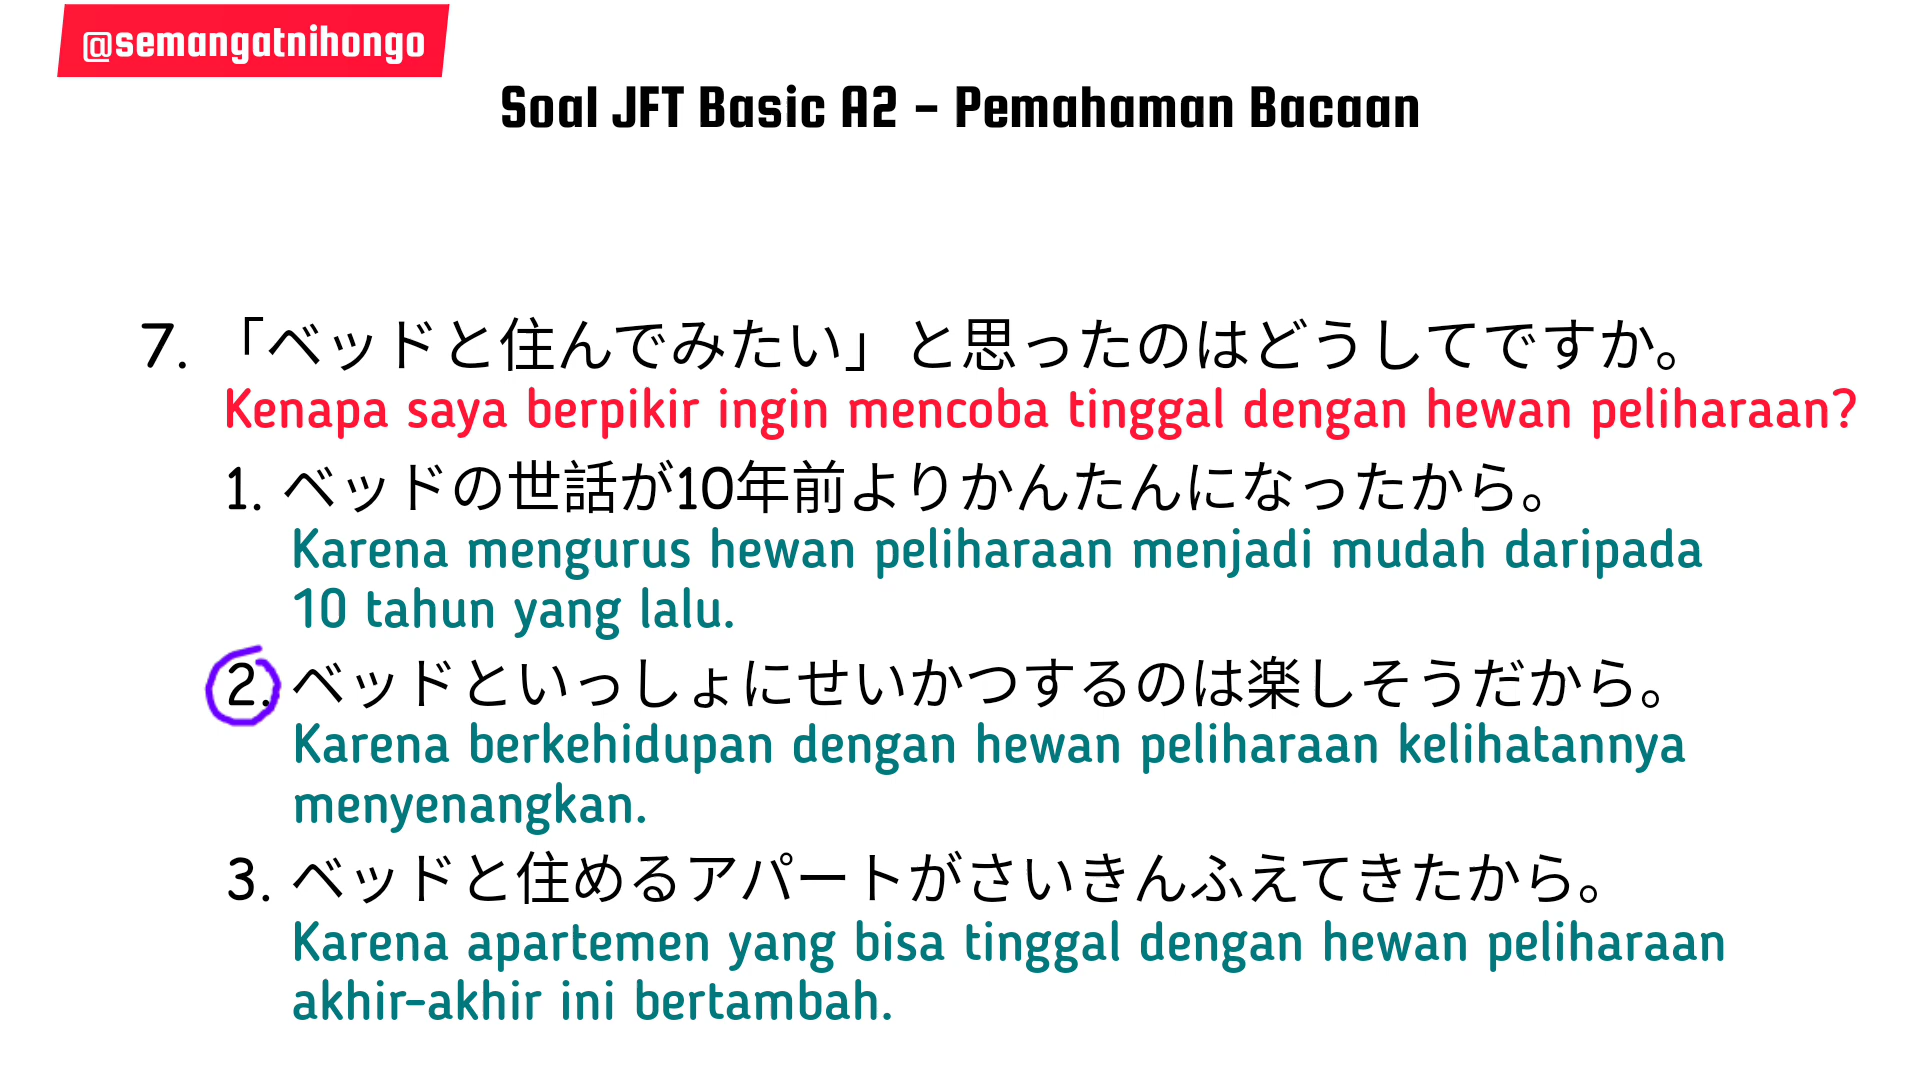 @semangatnihongo
Soal JFT Basic A2 - Pemahaman Bacaan
7. 「ベッドと住んでみたい」と思ったのはどうしてですか。
Kenapa saya berpikir ingin mencoba tinggal dengan hewan peliharaan?
1. ベッドの世話が10年前よりかんたんになったから。
Karena mengurus hewan peliharaan menjadi mudah daripada
10 tahun yang lalu.
2. ベッドといっしょにせいかつするのは楽しそうだから。
Karena berkehidupan dengan hewan peliharaan kelihatannya
menyenangkan.
3. ベッドと住めるアパートがさいきんふえてきたから。
Karena apartemen yang bisa tinggal dengan hewan peliharaan
akhir-akhir ini bertambah.